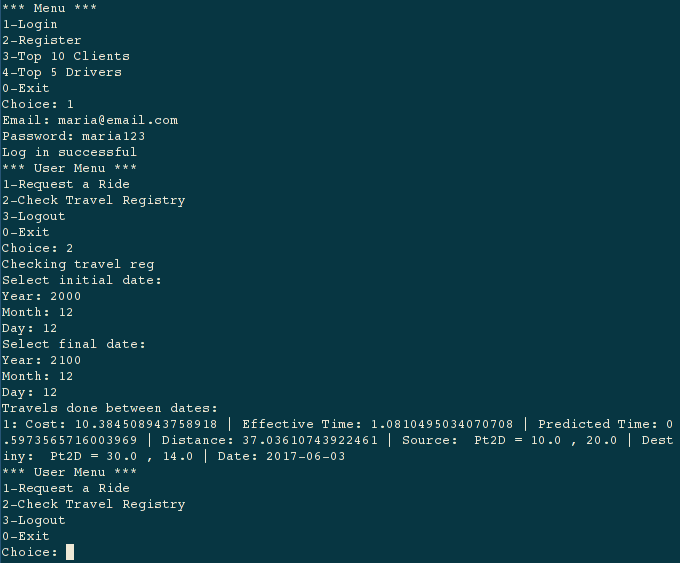 *** Menu ***
1-Login
2-Register
3-Top 10 Clients
4-Top 5 Drivers
0-Exit
Choice: 1
Email: maria@email.com
Password: maria123
Log in successful
*** User Menu ***
1-Request a Ride
2-Check Travel Registry
3-Logout
0-Exit
Choice: 2
Checking travel reg
Select initial date:
Year: 2000
Month: 12
Day: 12
Select final date:
Year: 2100
Month: 12
Day: 12
Travels done between dates:
1: Cost: 10.384508943758918 | Effective Time: 1.0810495034070708 | Predicted Time: 0
.5973565716003969 | Distance: 37.03610743922461 | Source:  Pt2D = 10.0 , 20.0 | Dest
iny:  Pt2D = 30.0 , 14.0 | Date: 2017-06-03
*** User Menu ***
1-Request a Ride
2-Check Travel Registry
3-Logout
0-Exit
Choice: